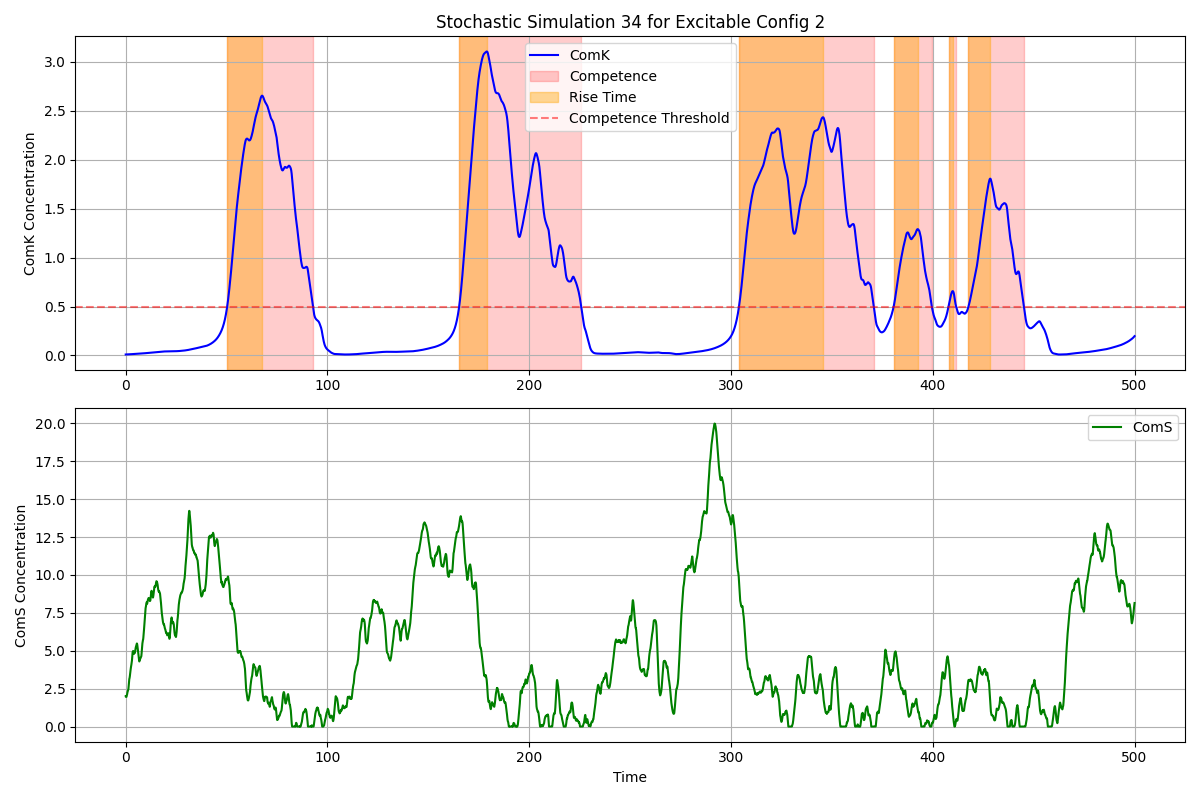 Stochastic Simulation 34 for Excitable Config 2
ComK Concentration
3.0
2.5
2.0
1.5
1.0
0.5
0.0
ComK
Competence
Rise Time
Competence Threshold
0 100 200 300 400 500
ComS Concentration
20.0
17.5
15.0
12.5
10.0
7.5
5.0
2.5
0.0
ComS
0 100 200 300 400 500
Time